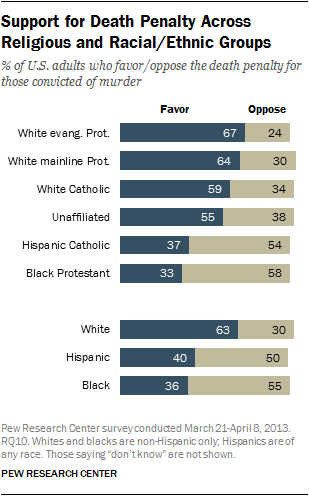 Support for Death Penalty Across
Religious and Racial/Ethnic Groups
% of U.S. adults who favor/oppose the death penalty for
those convicted of murder
Favor Oppose
White evang. Prot. 67 24
White mainline Prot. 64 30
White Catholic 59 34
Unaffiliated 55 38
Hispanic Catholic 37 54
Black Protestant 33 58
White 63 30
Hispanic 40 50
Black 36 55
Pew Research Center survey conducted March 21-April 8, 2013.
RQ10. Whites and blacks are non-Hispanic only; Hispanics are of
any race. Those saying “don’t know” are not shown.
PEW RESEARCH CENTER